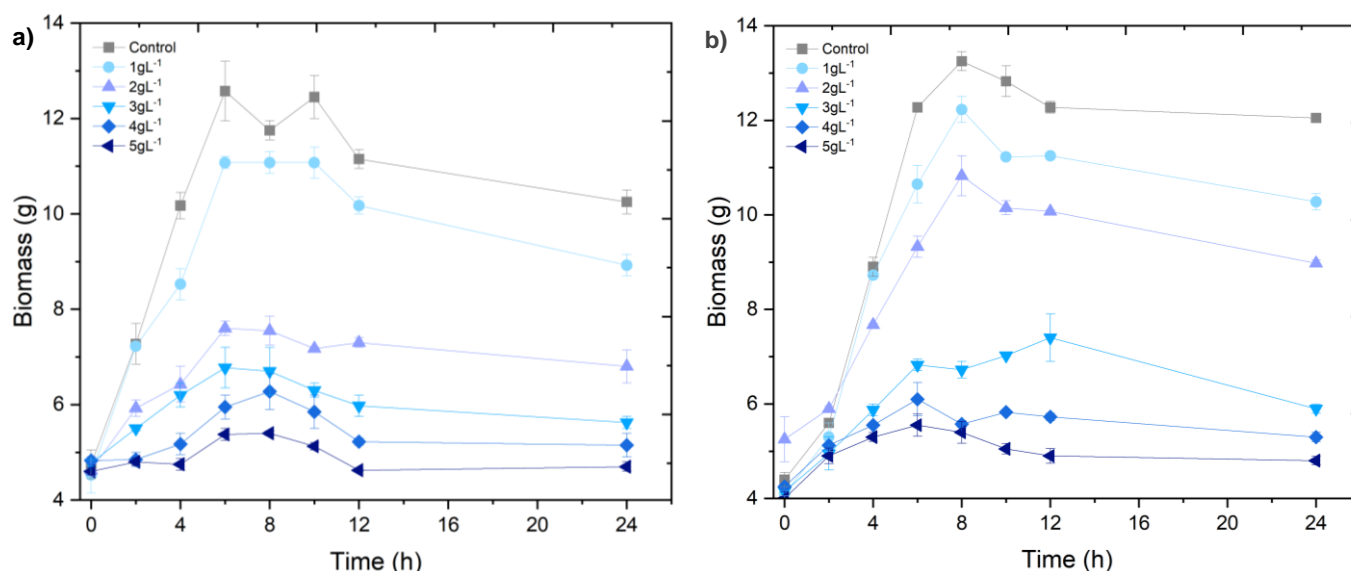 a)
Control
1gL⁻¹
2gL⁻¹
3gL⁻¹
4gL⁻¹
5gL⁻¹
14
12
10
8
6
4
Biomass (g)
0 4 8 12 16 20 24
Time (h)
b)
Control
1gL⁻¹
2gL⁻¹
3gL⁻¹
4gL⁻¹
5gL⁻¹
14
12
10
8
6
4
Biomass (g)
0 4 8 12 16 20 24
Time (h)